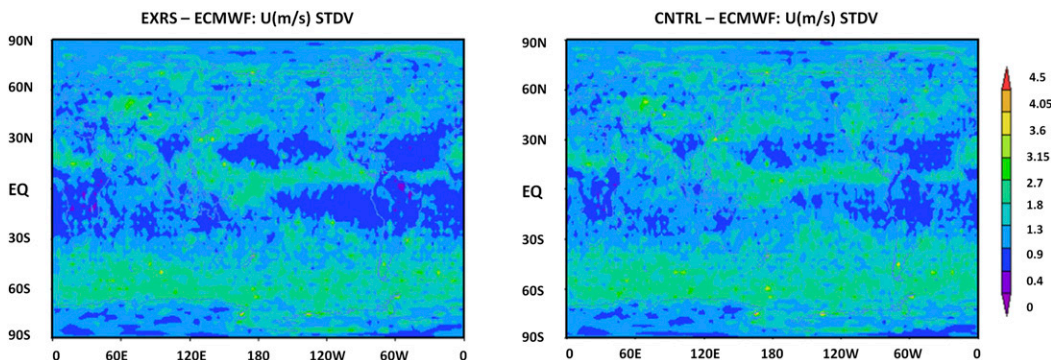 EXRS – ECMWF: U(m/s) STDV
90N
60N
30N
EQ
30S
60S
90S
0 60E 120E 180 120W 60W 0
CNTRL – ECMWF: U(m/s) STDV
90N
60N
30N
EQ
30S
60S
90S
0 60E 120E 180 120W 60W 0
4.5
4.05
3.6
3.15
2.7
1.8
1.3
0.9
0.4
0